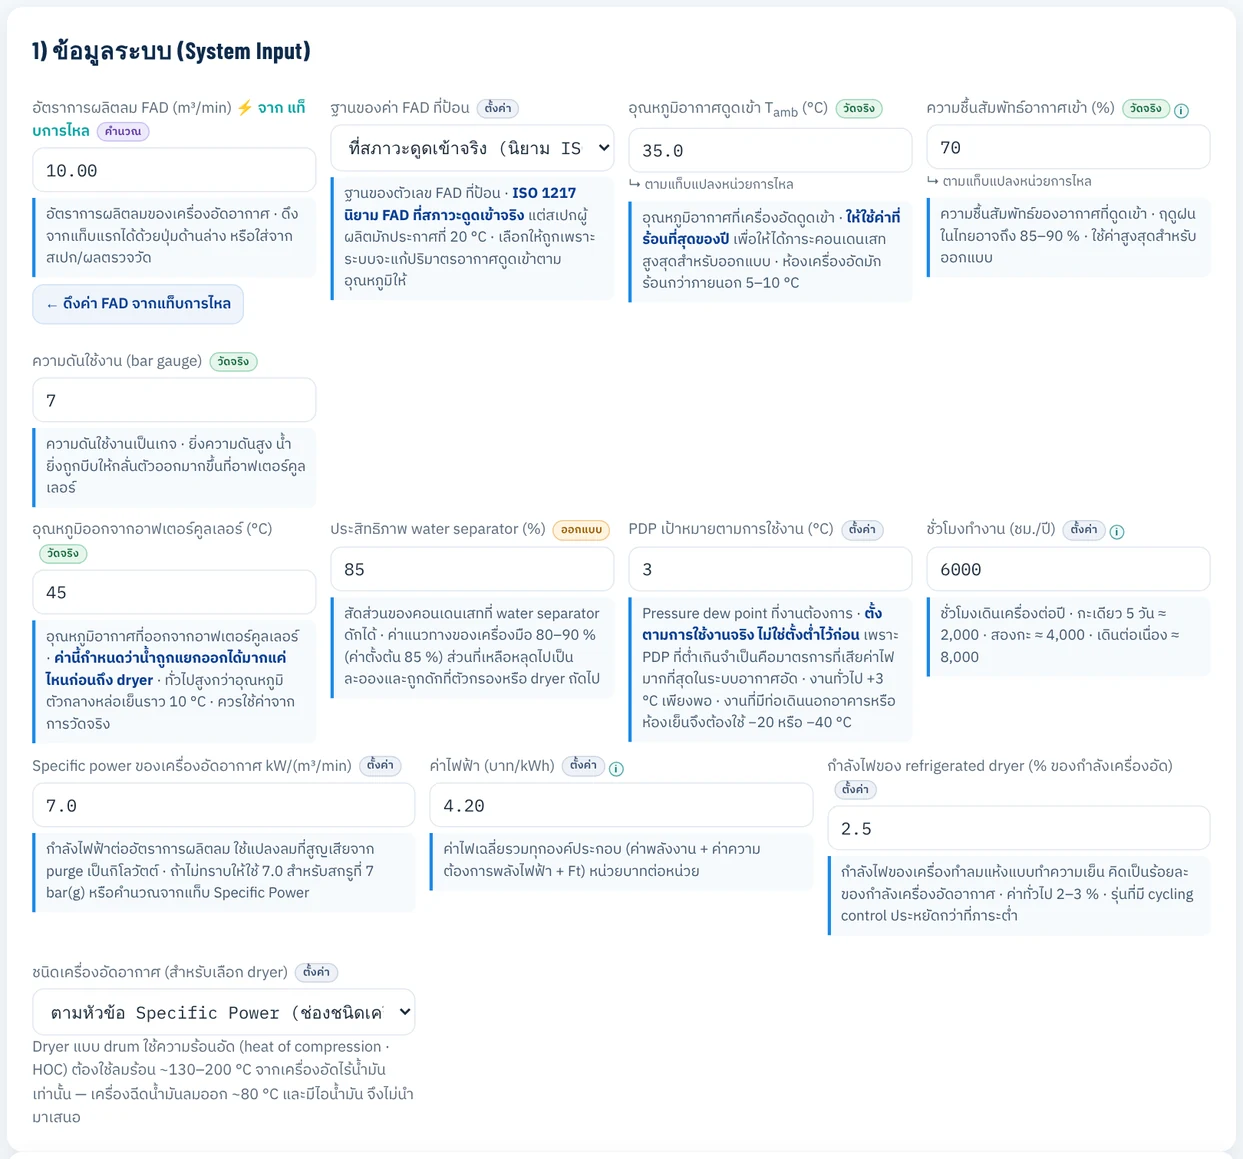 1) ข้อมูลระบบ (System Input)
อัตราการผลิตลม FAD (m³/min) ⚡ จาก แท็
บการไหล คำนวณ
10.00
อัตราการผลิตลมของเครื่องอัดอากาศ · ดึง
จากแท็บแรกได้ด้วยปุ่มด้านล่าง หรือใส่จาก
สเปก/ผลตรวจวัด
← ดึงค่า FAD จากแท็บการไหล
ฐานของค่า FAD ที่ป้อน ตั้งค่า
ที่สภาวะดูดเข้าจริง (นิยาม IS
ฐานของตัวเลข FAD ที่ป้อน · ISO 1217
นิยาม FAD ที่สภาวะดูดเข้าจริง แต่สเปกผู้
ผลิตมักประกาศที่ 20 °C · เลือกให้ถูกเพราะ
ระบบจะแก้ปริมาตรอากาศดูดเข้าตาม
อุณหภูมิให้
อุณหภูมิอากาศดูดเข้า Tamb (°C) วัดจริง
35.0
↪ ตามแท็บแปลงหน่วยการไหล
อุณหภูมิอากาศที่เครื่องอัดดูดเข้า · ให้ใช้ค่าที่
ร้อนที่สุดของปี เพื่อให้ได้ภาระคอนเดนเสท
สูงสุดสำหรับออกแบบ · ห้องเครื่องอัดมัก
ร้อนกว่าภายนอก 5–10 °C
ความชื้นสัมพัทธ์อากาศเข้า (%) วัดจริง ⓘ
70
↪ ตามแท็บแปลงหน่วยการไหล
ความชื้นสัมพัทธ์ของอากาศที่ดูดเข้า · ฤดูฝน
ในไทยอาจถึง 85–90 % · ใช้ค่าสูงสุดสำหรับ
ออกแบบ
ความดันใช้งาน (bar gauge) วัดจริง
7
ความดันใช้งานเป็นเกจ · ยิ่งความดันสูง น้ำ
ยิ่งถูกบีบให้กลั่นตัวออกมากขึ้นที่อาฟเตอร์คูล
เลอร์
อุณหภูมิออกจากอาฟเตอร์คูลเลอร์ (°C)
วัดจริง
45
อุณหภูมิอากาศที่ออกจากอาฟเตอร์คูลเลอร์
· ค่านี้กำหนดว่าน้ำถูกแยกออกได้มากแค่
ไหนก่อนถึง dryer · ทั่วไปสูงกว่าอุณหภูมิ
ตัวกลางหล่อเย็นราว 10 °C · ควรใช้ค่าจาก
การวัดจริง
ประสิทธิภาพ water separator (%) ออกแบบ
85
สัดส่วนของคอนเดนเสทที่ water separator
ดักได้ · ค่าแนวทางของเครื่องมือ 80–90 %
(ค่าตั้งต้น 85 %) ส่วนที่เหลือหลุดไปเป็น
ละอองและถูกดักที่ตัวกรองหรือ dryer ถัดไป
PDP เป้าหมายตามการใช้งาน (°C) ตั้งค่า
3
Pressure dew point ที่งานต้องการ · ตั้ง
ตามการใช้งานจริง ไม่ใช่ตั้งต่ำไว้ก่อน เพราะ
PDP ที่ต่ำเกินจำเป็นคือมาตรการที่เสียค่าไฟ
มากที่สุดในระบบอากาศอัด · งานทั่วไป +3
°C เพียงพอ · งานที่มีท่อเดินนอกอาคารหรือ
ห้องเย็นจึงต้องใช้ −20 หรือ −40 °C
ชั่วโมงทำงาน (ชม./ปี) ตั้งค่า ⓘ
6000
ชั่วโมงเดินเครื่องต่อปี · กะเดียว 5 วัน ≈
2,000 · สองกะ ≈ 4,000 · เดินต่อเนื่อง ≈
8,000
Specific power ของเครื่องอัดอากาศ kW/(m³/min) ตั้งค่า
7.0
กำลังไฟฟ้าต่ออัตราการผลิตลม ใช้แปลงลมที่สูญเสียจาก
purge เป็นกิโลวัตต์ · ถ้าไม่ทราบให้ใช้ 7.0 สำหรับสกรูที่ 7
bar(g) หรือคำนวณจากแท็บ Specific Power
ค่าไฟฟ้า (บาท/kWh) ตั้งค่า ⓘ
4.20
ค่าไฟเฉลี่ยรวมทุกองค์ประกอบ (ค่าพลังงาน + ค่าความ
ต้องการพลังไฟฟ้า + Ft) หน่วยบาทต่อหน่วย
กำลังไฟของ refrigerated dryer (% ของกำลังเครื่องอัด)
ตั้งค่า
2.5
กำลังไฟของเครื่องทำลมแห้งแบบทำความเย็น คิดเป็นร้อยละ
ของกำลังเครื่องอัดอากาศ · ค่าทั่วไป 2–3 % · รุ่นที่มี cycling
control ประหยัดกว่าที่ภาระต่ำ
ชนิดเครื่องอัดอากาศ (สำหรับเลือก dryer) ตั้งค่า
ตามหัวข้อ Specific Power (ช่องชนิดเค
Dryer แบบ drum ใช้ความร้อนอัด (heat of compression ·
HOC) ต้องใช้ลมร้อน ~130–200 °C จากเครื่องอัดไร้น้ำมัน
เท่านั้น — เครื่องฉีดน้ำมันลมออก ~80 °C และมีไอน้ำมัน จึงไม่นำ
มาเสนอ